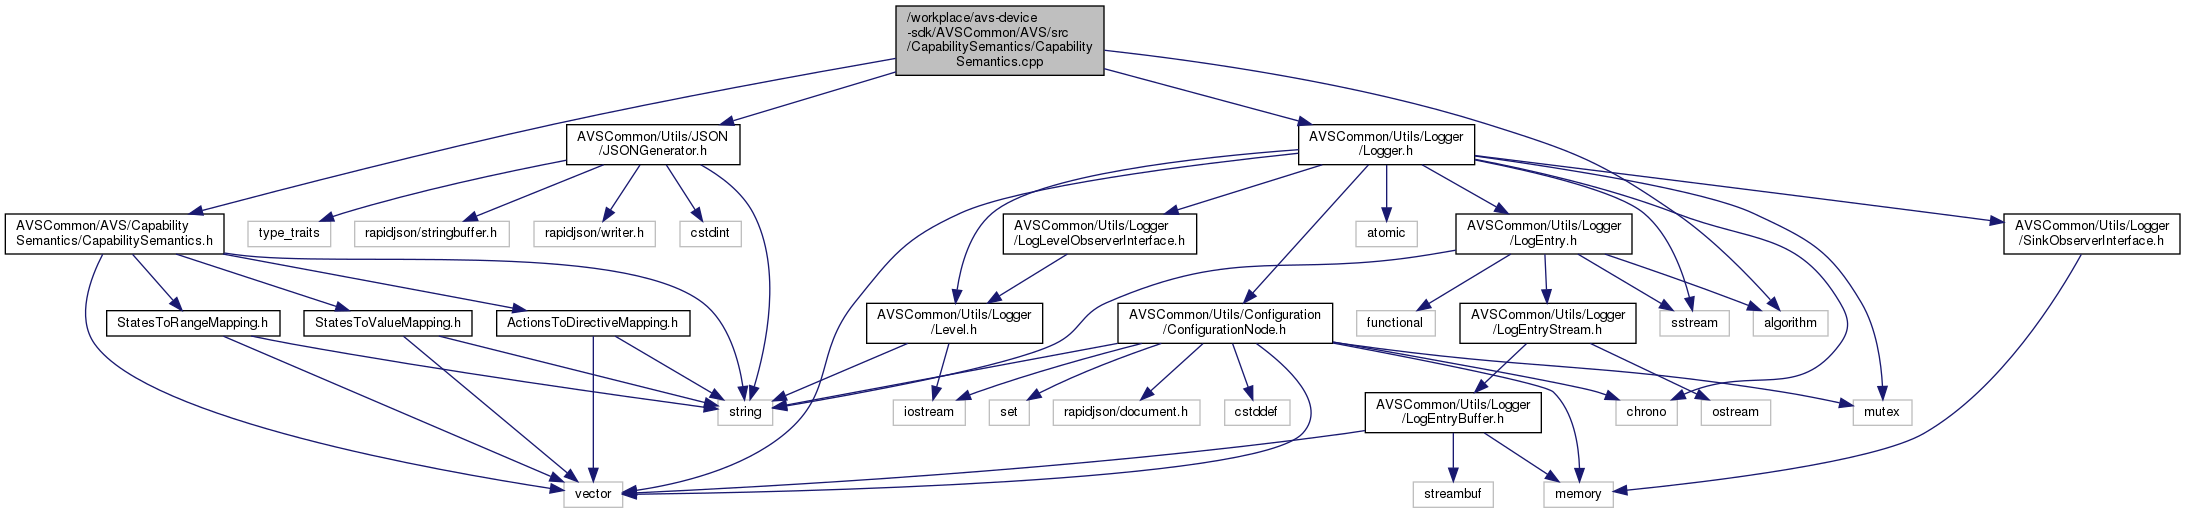 /workplace/avs-device
-sdk/AVSCommon/AVS/src
/CapabilitySemantics/Capability
Semantics.cpp
AVSCommon/Utils/JSON
/JSONGenerator.h
AVSCommon/Utils/Logger
/Logger.h
AVSCommon/AVS/Capability
Semantics/CapabilitySemantics.h
type_traits
rapidjson/stringbuffer.h
rapidjson/writer.h
cstdint
AVSCommon/Utils/Logger
/LogLevelObserverInterface.h
atomic
AVSCommon/Utils/Logger
/LogEntry.h
AVSCommon/Utils/Logger
/SinkObserverInterface.h
StatesToRangeMapping.h
StatesToValueMapping.h
ActionsToDirectiveMapping.h
AVSCommon/Utils/Logger
/Level.h
AVSCommon/Utils/Configuration
/ConfigurationNode.h
functional
AVSCommon/Utils/Logger
/LogEntryStream.h
sstream
algorithm
string
iostream
set
rapidjson/document.h
cstddef
AVSCommon/Utils/Logger
/LogEntryBuffer.h
chrono
ostream
mutex
vector
streambuf
memory